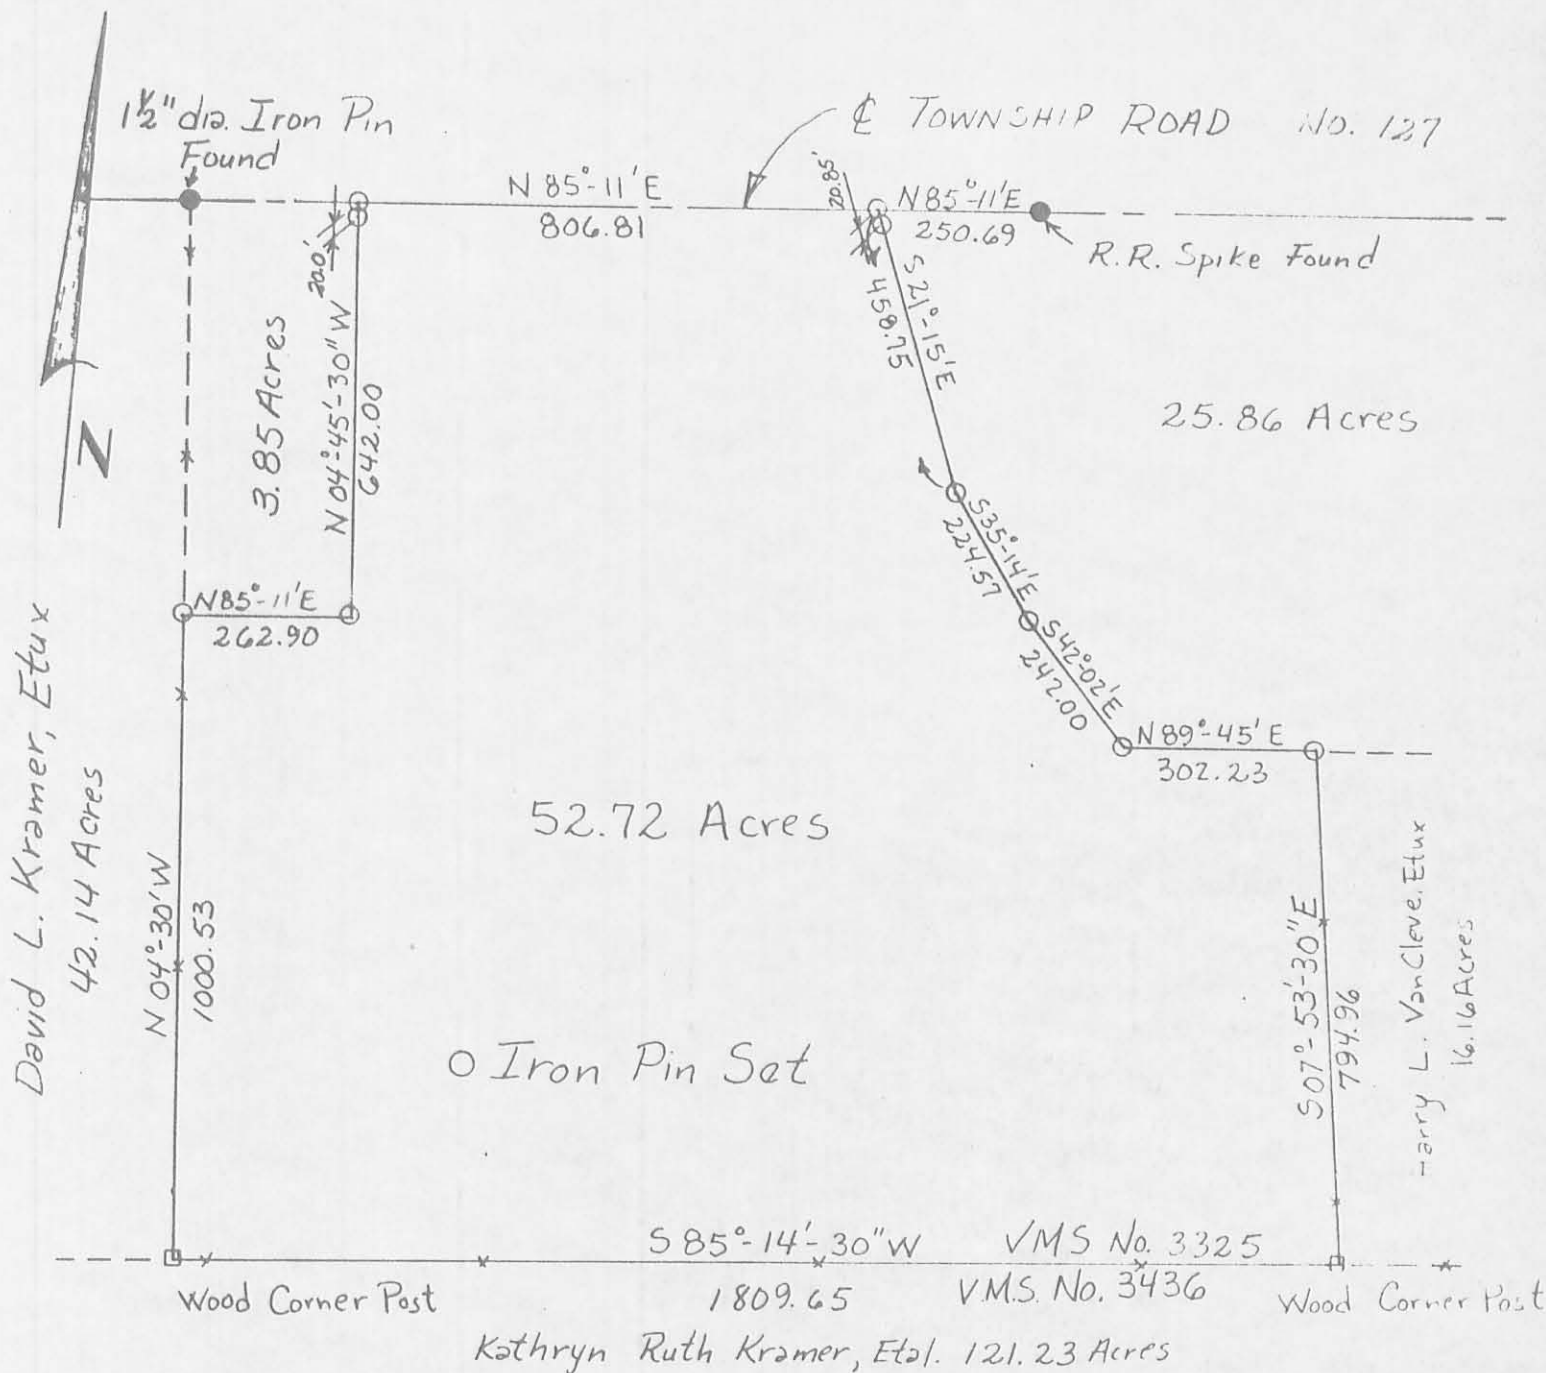 1½" dia. Iron Pin
Found
₵ TOWNSHIP ROAD NO. 127
N 85°-11'E
806.81
20.85'
N85°-11'E
250.69
R.R. Spike Found
20.0'
3.85 Acres
N 04°-45'-30" W
642.00
S 21°-15'E
458.75
25.86 Acres
Z
S35°-14'E
224.57
N85°-11'E
262.90
S42°-02'E
242.00
N 89°-45' E
302.23
David L. Kramer, Etux
42.14 Acres
52.72 Acres
N 04°-30' W
1000.53
S07°-53'-30" E
794.96
Harry L. VanCleve, Etux
16.16 Acres
O Iron Pin Set
S 85°-14'-30" W
VMS No. 3325
1809.65
V.M.S. No. 3436
Wood Corner Post
Wood Corner Post
Kathryn Ruth Kramer, Etal. 121.23 Acres